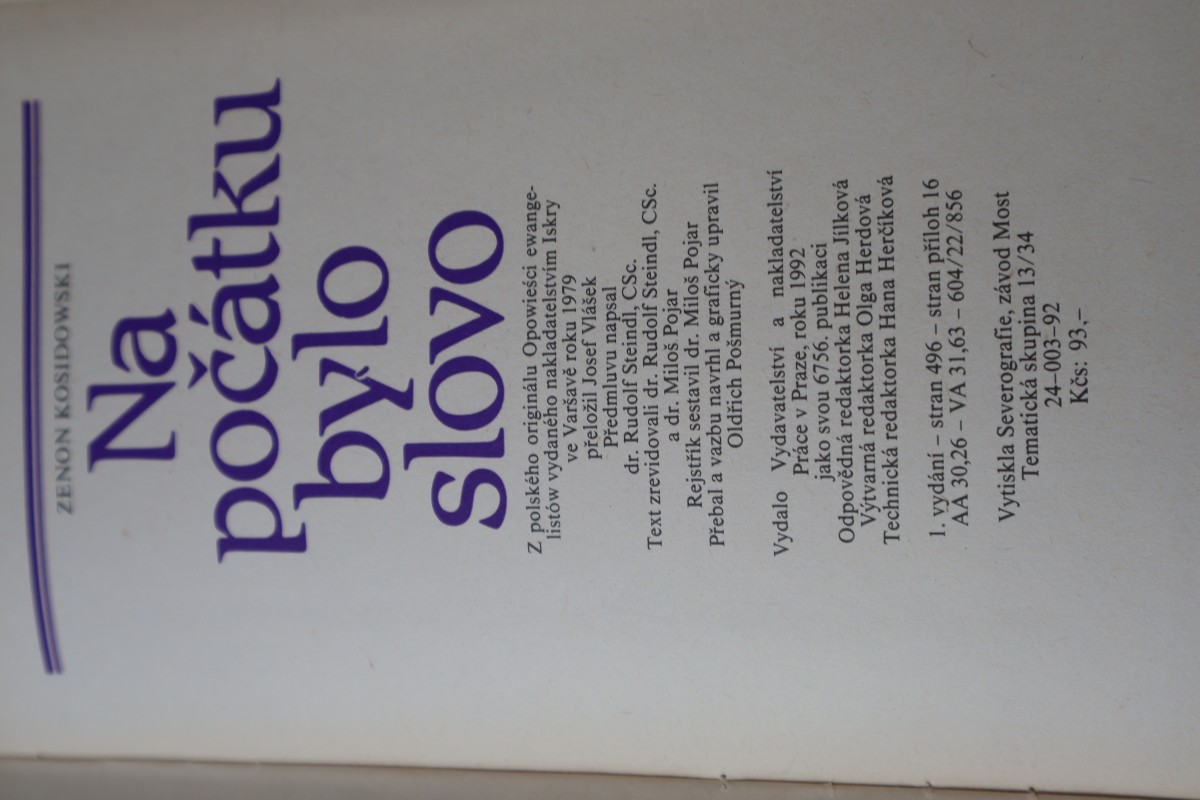 ZENON KOSIDOWSKI
Na
počátku
bylo
slovo
Z polského originálu Opowieści ewange-
listów vydaného nakladatelstvím Iskry
ve Varšavě roku 1979
přeložil Josef Vlášek
Předmluvu napsal
dr. Rudolf Steindl, CSc.
Text zrevidovali dr. Rudolf Steindl, CSc.
a dr. Miloš Pojar
Rejstřík sestavil dr. Miloš Pojar
Přebal a vazbu navrhl a graficky upravil
Oldřich Pošmurný
Vydalo Vydavatelství a nakladatelství
Práce v Praze, roku 1992
jako svou 6756. publikaci
Odpovědná redaktorka Helena Jílková
Výtvarná redaktorka Olga Herdová
Technická redaktorka Hana Herčíková
1. vydání – stran 496 – stran příloh 16
AA 30,26 – VA 31,63 – 604/22/856
Vytiskla Severografie, závod Most
Tematická skupina 13/34
24–003–92
Kčs: 93,–